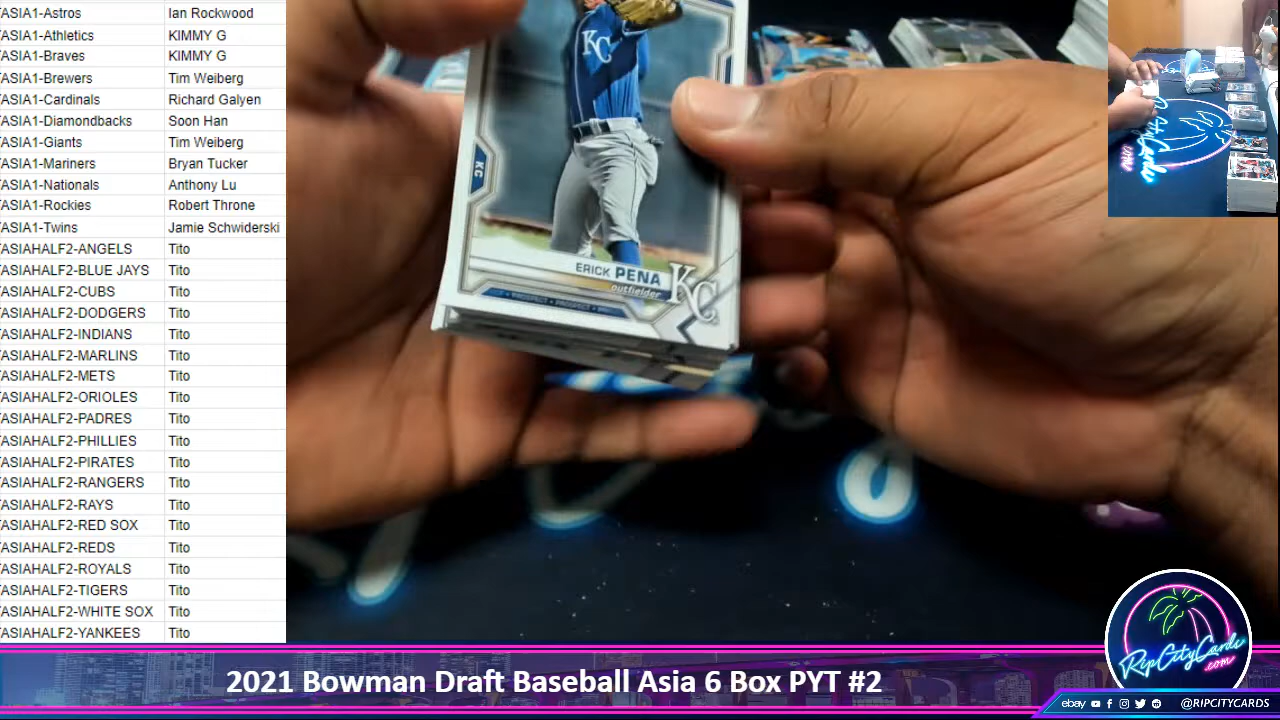 ASIA1-Astros Ian Rockwood
ASIA1-Athletics KIMMY G
ASIA1-Braves KIMMY G
ASIA1-Brewers Tim Weiberg
ASIA1-Cardinals Richard Galyen
ASIA1-Diamondbacks Soon Han
ASIA1-Giants Tim Weiberg
ASIA1-Mariners Bryan Tucker
ASIA1-Nationals Anthony Lu
ASIA1-Rockies Robert Throne
ASIA1-Twins Jamie Schwiderski
ASIAHALF2-ANGELS Tito
ASIAHALF2-BLUE JAYS Tito
ASIAHALF2-CUBS Tito
ASIAHALF2-DODGERS Tito
ASIAHALF2-INDIANS Tito
ASIAHALF2-MARLINS Tito
ASIAHALF2-METS Tito
ASIAHALF2-ORIOLES Tito
ASIAHALF2-PADRES Tito
ASIAHALF2-PHILLIES Tito
ASIAHALF2-PIRATES Tito
ASIAHALF2-RANGERS Tito
ASIAHALF2-RAYS Tito
ASIAHALF2-RED SOX Tito
ASIAHALF2-REDS Tito
ASIAHALF2-ROYALS Tito
ASIAHALF2-TIGERS Tito
ASIAHALF2-WHITE SOX Tito
ASIAHALF2-YANKEES Tito
KC
KC
ERICK PENA
outfielder
KC
PROSPECT • PROSPECT
RipCityCards
.com
2021 Bowman Draft Baseball Asia 6 Box PYT #2
ebay @RIPCITYCARDS